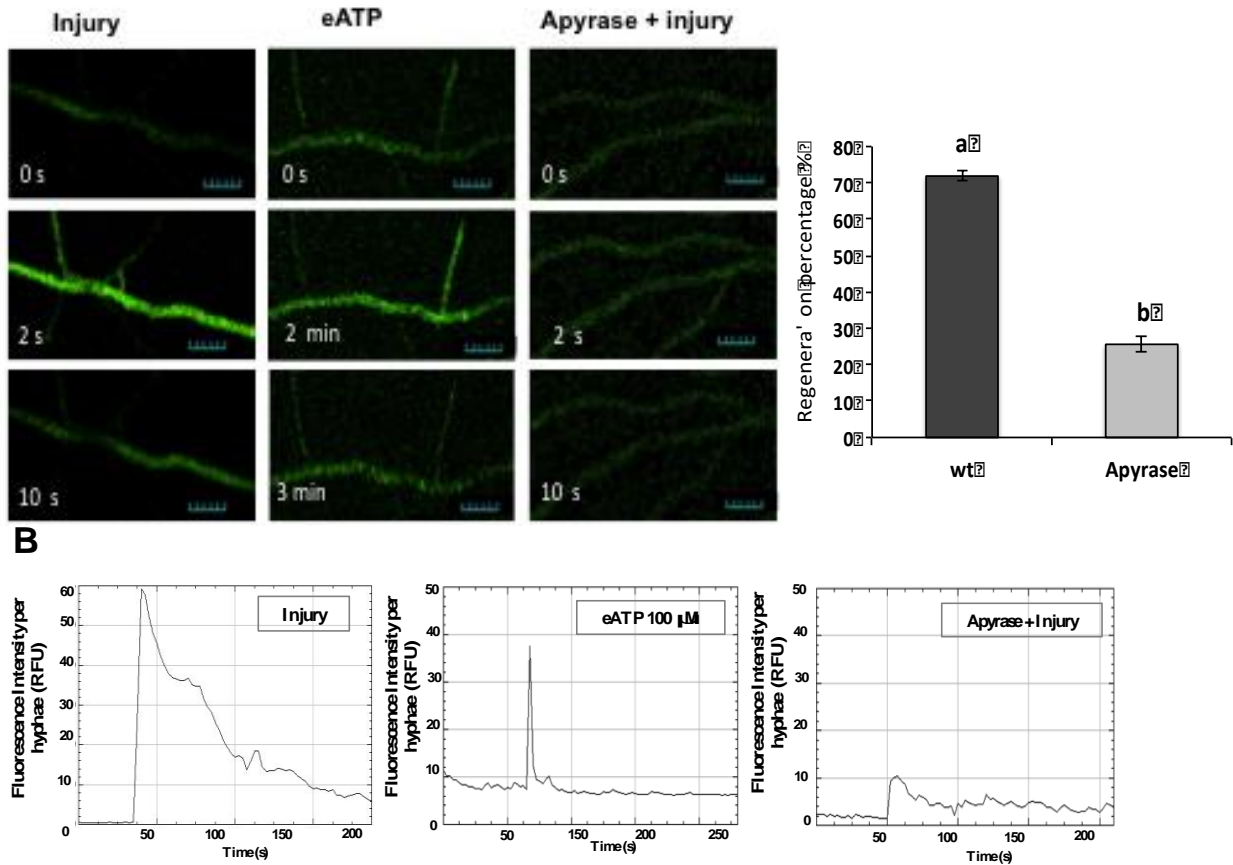 Injury
eATP
Apyrase + injury
0 s
0 s
0 s
2 s
2 min
2 s
10 s
3 min
10 s
Regenera' on percentage %
80
70
60
50
40
30
20
10
0
a
b
wt
Apyrase
B
Fluorescence Intensity per
hyphae (RFU)
60
50
40
30
20
10
0
Injury
50
100
150
200
Time(s)
Fluorescence Intensity per
hyphae (RFU)
50
40
30
20
10
0
eATP 100 µM
50
100
150
200
250
Time(s)
Fluorescence Intensity per
hyphae (RFU)
50
40
30
20
10
0
Apyrase + Injury
50
100
150
200
Time(s)